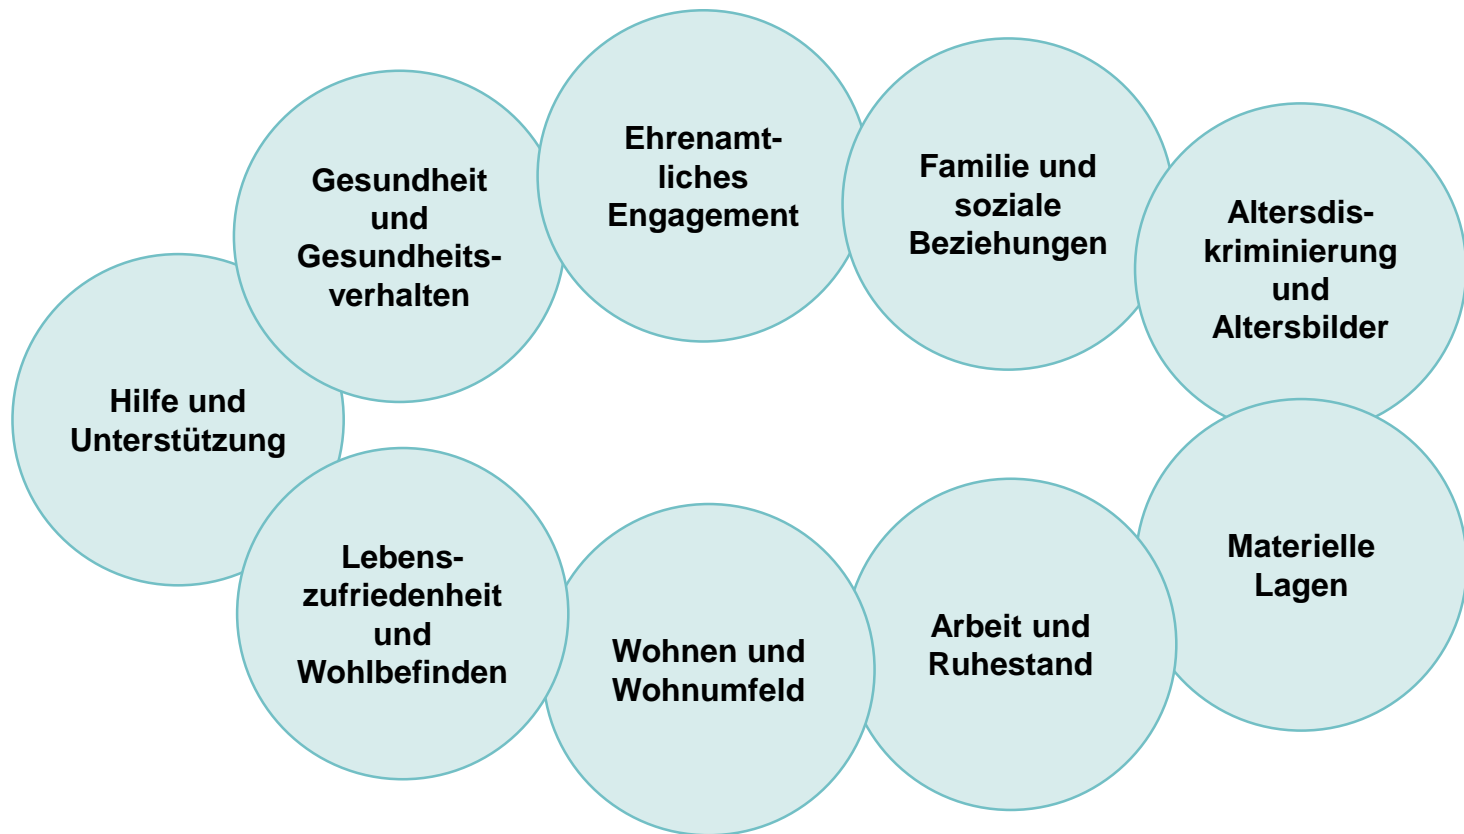 Ehrenamt-
liches
Engagement
Familie und
soziale
Beziehungen
Gesundheit
und
Gesundheits-
verhalten
Altersdis-
kriminierung
und
Altersbilder
Hilfe und
Unterstützung
Lebens-
zufriedenheit
und
Wohlbefinden
Wohnen und
Wohnumfeld
Arbeit und
Ruhestand
Materielle
Lagen